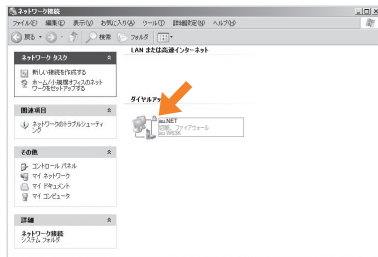 ネットワーク接続
ファイル(F) 編集(E) 表示(V) お気に入り(A) ツール(T) 詳細設定(N) ヘルプ(H)
戻る 検索 フォルダ
ネットワーク タスク
新しい接続を作成する
ホーム/小規模オフィスのネット
ワークをセットアップする
関連項目
ネットワークのトラブルシューティ
ング
その他
コントロール パネル
マイ ネットワーク
マイ ドキュメント
マイ コンピュータ
詳細
ネットワーク接続
システム フォルダ
LAN または高速インターネット
ダイヤルアップ
au.NET
切断、ファイアウォール
au W63K